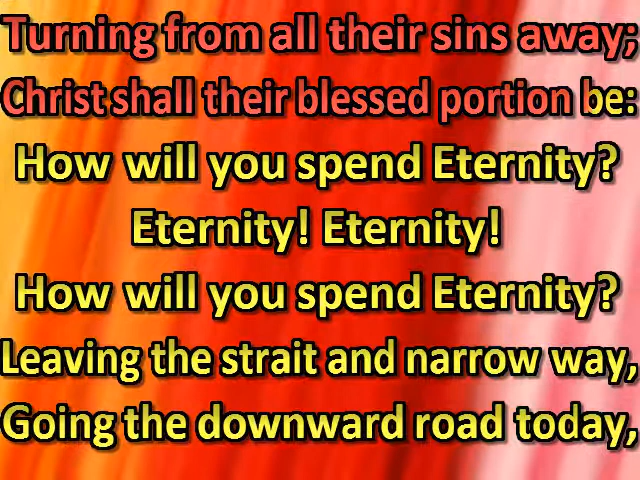 Turning from all their sins away;
Christ shall their blessed portion be:
How will you spend Eternity?
Eternity! Eternity!
How will you spend Eternity?
Leaving the strait and narrow way,
Going the downward road today,